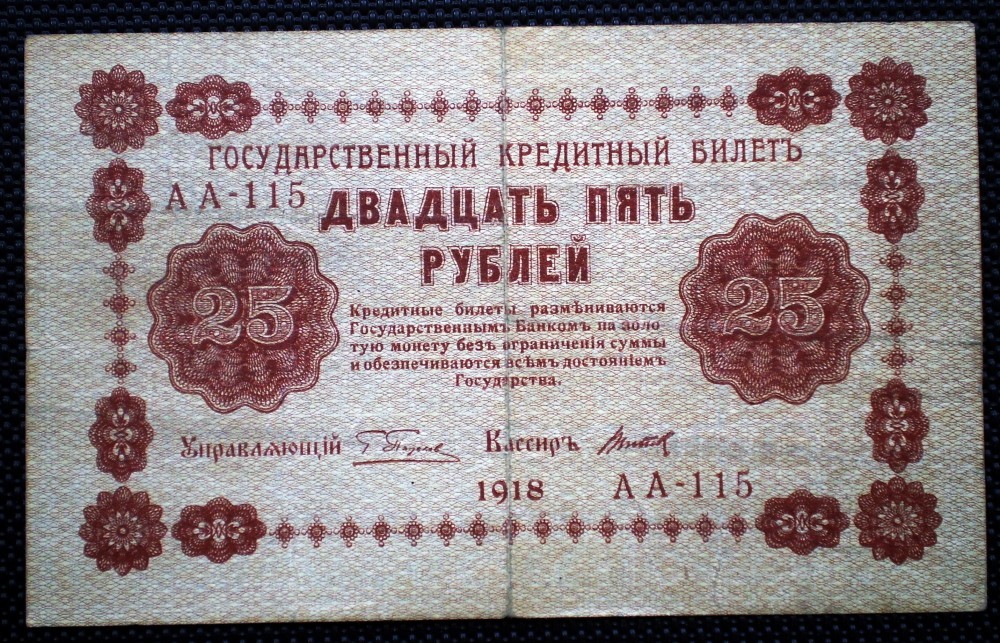 ГОСУДАРСТВЕННЫЙ КРЕДИТНЫЙ БИЛЕТЪ
АА-115
ДВАДЦАТЬ ПЯТЬ
РУБЛЕЙ
25
25
Кредитные билеты размѣниваются
Государственнымъ Банкомъ на золо-
тую монету безъ ограниченія суммы
и обезпечиваются всѣмъ достояніемъ
Государства.
Управляющій
Кассиръ
1918
АА-115